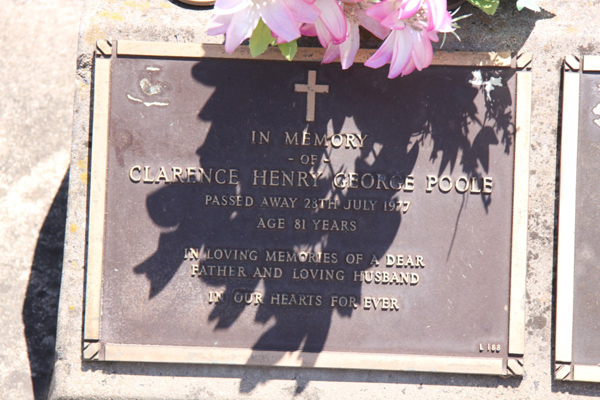 IN MEMORY
- OF -
CLARENCE HENRY GEORGE POOLE
PASSED AWAY 28TH JULY 1977
AGE 81 YEARS
IN LOVING MEMORIES OF A DEAR
FATHER AND LOVING HUSBAND
IN OUR HEARTS FOR EVER
L 168